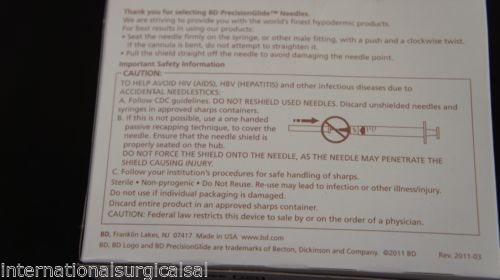 Thank you for selecting BD PrecisionGlide™ Needles.
We are striving to provide you with the world's finest hypodermic products.
For best results in using our products:
• Seat the needle firmly on the syringe, or other male fitting, with a push and a clockwise twist.
If the cannula is bent, do not attempt to straighten it.
• Pull the shield straight off the needle to avoid damaging the needle point.
Important Safety Information
CAUTION:
TO HELP AVOID HIV (AIDS), HBV (HEPATITIS) and other infectious diseases due to
ACCIDENTAL NEEDLESTICKS:
A. Follow CDC guidelines. DO NOT RESHIELD USED NEEDLES. Discard unshielded needles and
syringes in approved sharps containers.
B. If this is not possible, use a one handed
passive recapping technique, to cover the
needle. Ensure that the needle shield is
properly seated on the hub.
DO NOT FORCE THE SHIELD ONTO THE NEEDLE, AS THE NEEDLE MAY PENETRATE THE
SHIELD CAUSING INJURY.
C. Follow your institution's procedures for safe handling of sharps.
Sterile • Non-pyrogenic • Do Not Reuse. Re-use may lead to infection or other illness/injury.
Do not use if individual packaging is damaged.
Discard entire product in an approved sharps container.
CAUTION: Federal law restricts this device to sale by or on the order of a physician.
BD, Franklin Lakes, NJ 07417 Made in USA www.bd.com
BD, BD Logo and BD PrecisionGlide are trademarks of Becton, Dickinson and Company. ©2011 BD
Rev. 2011-03
internationalsurgicalsal